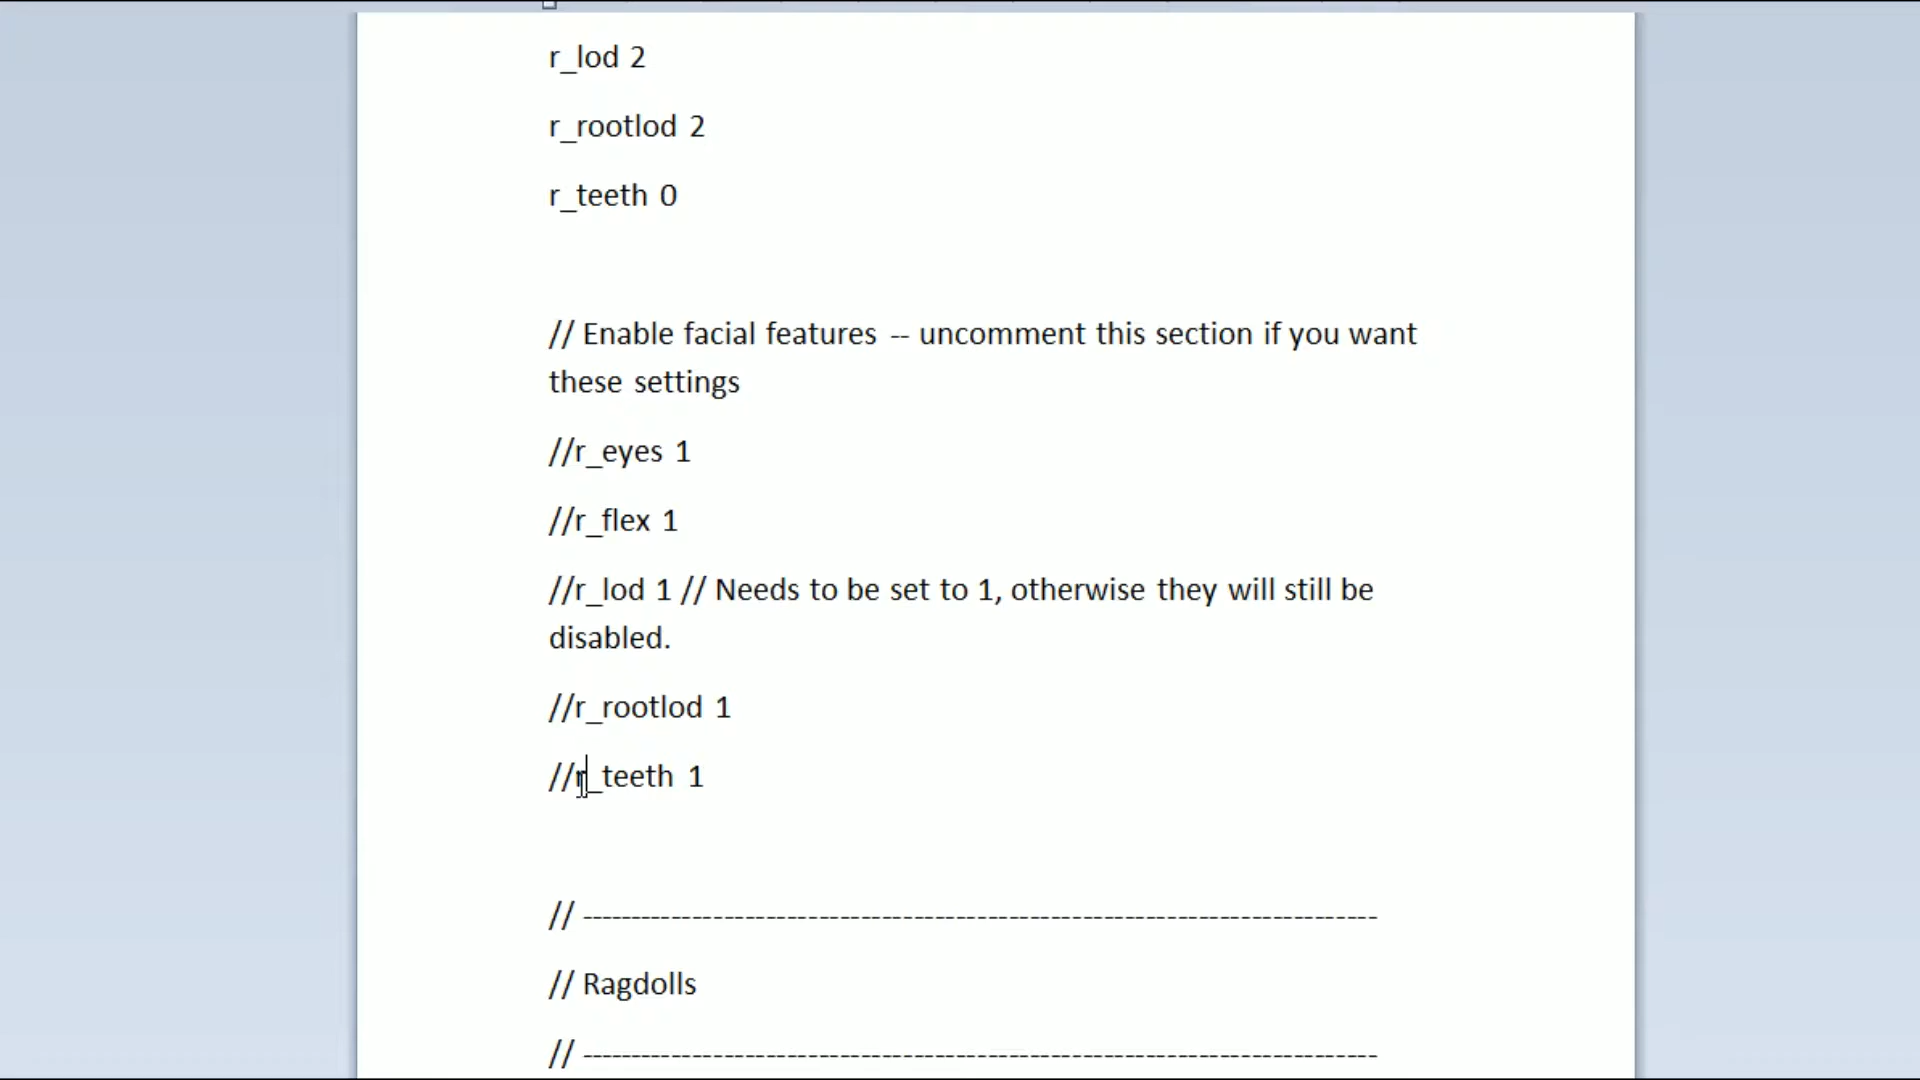 r_lod 2
r_rootlod 2
r_teeth 0
// Enable facial features -- uncomment this section if you want
these settings
//r_eyes 1
//r_flex 1
//r_lod 1 // Needs to be set to 1, otherwise they will still be
disabled.
//r_rootlod 1
//r_teeth 1
// ----------------------------------------------------------------------------
// Ragdolls
// ----------------------------------------------------------------------------